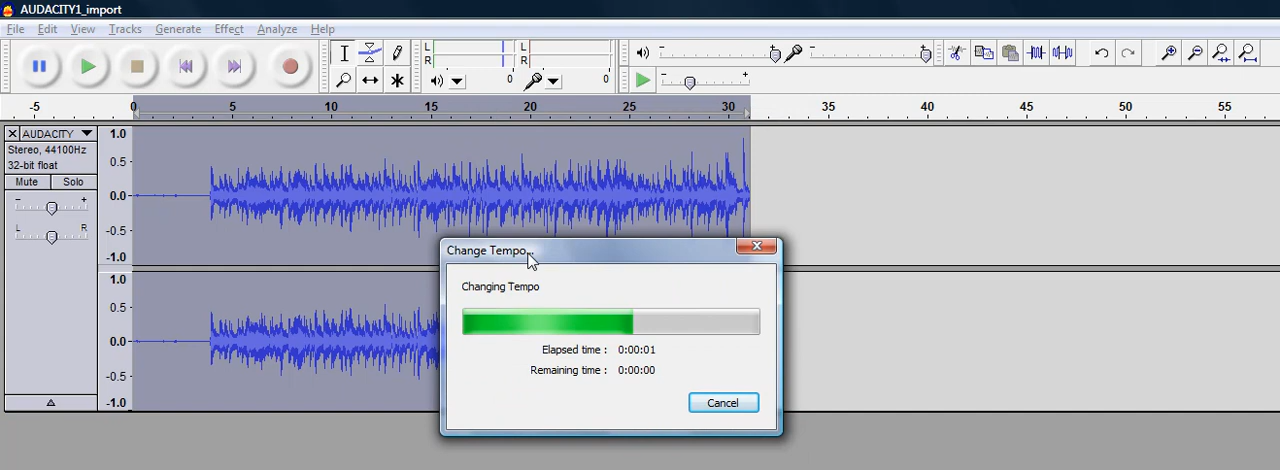 AUDACITY1_import
File Edit View Tracks Generate Effect Analyze Help
L
R
0
L
R
0
- +
-5 0 5 10 15 20 25 30 35 40 45 50 55
AUDACITY
Stereo, 44100Hz
32-bit float
Mute Solo
- +
L R
1.0
0.5
0.0
-0.5
-1.0
1.0
0.5
0.0
-0.5
-1.0
Change Tempo...
Changing Tempo
Elapsed time : 0:00:01
Remaining time : 0:00:00
Cancel